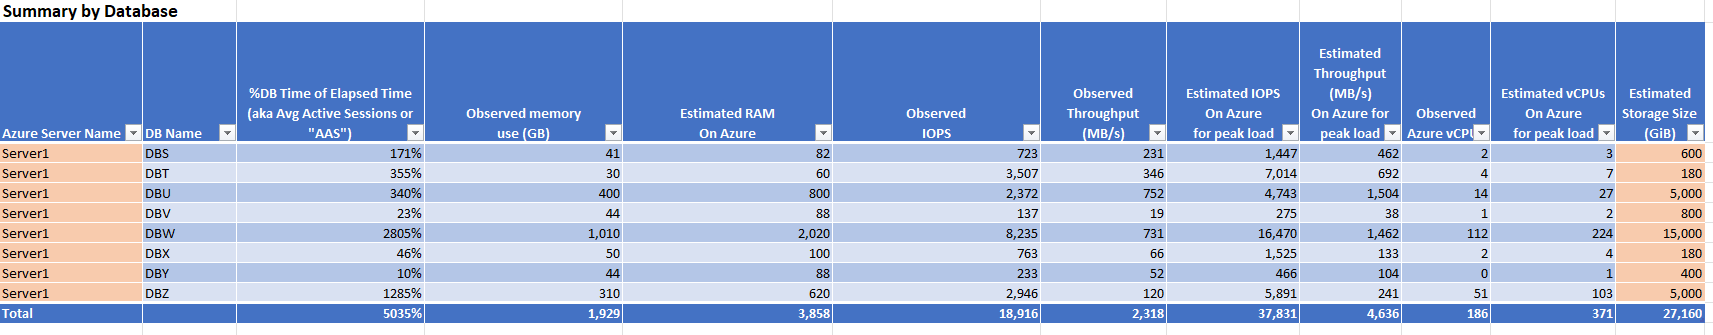 Summary by Database
Azure Server Name | DB Name | %DB Time of Elapsed Time (aka Avg Active Sessions or "AAS") | Observed memory use (GB) | Estimated RAM On Azure | Observed IOPS | Observed Throughput (MB/s) | Estimated IOPS On Azure for peak load | Estimated Throughput (MB/s) On Azure for peak load | Observed Azure vCPU | Estimated vCPUs On Azure for peak load | Estimated Storage Size (GiB)
Server1 | DBS | 171% | 41 | 82 | 723 | 231 | 1,447 | 462 | 2 | 3 | 600
Server1 | DBT | 355% | 30 | 60 | 3,507 | 346 | 7,014 | 692 | 4 | 7 | 180
Server1 | DBU | 340% | 400 | 800 | 2,372 | 752 | 4,743 | 1,504 | 14 | 27 | 5,000
Server1 | DBV | 23% | 44 | 88 | 137 | 19 | 275 | 38 | 1 | 2 | 800
Server1 | DBW | 2805% | 1,010 | 2,020 | 8,235 | 731 | 16,470 | 1,462 | 112 | 224 | 15,000
Server1 | DBX | 46% | 50 | 100 | 763 | 66 | 1,525 | 133 | 2 | 4 | 180
Server1 | DBY | 10% | 44 | 88 | 233 | 52 | 466 | 104 | 0 | 1 | 400
Server1 | DBZ | 1285% | 310 | 620 | 2,946 | 120 | 5,891 | 241 | 51 | 103 | 5,000
Total | 5035% | 1,929 | 3,858 | 18,916 | 2,318 | 37,831 | 4,636 | 186 | 371 | 27,160